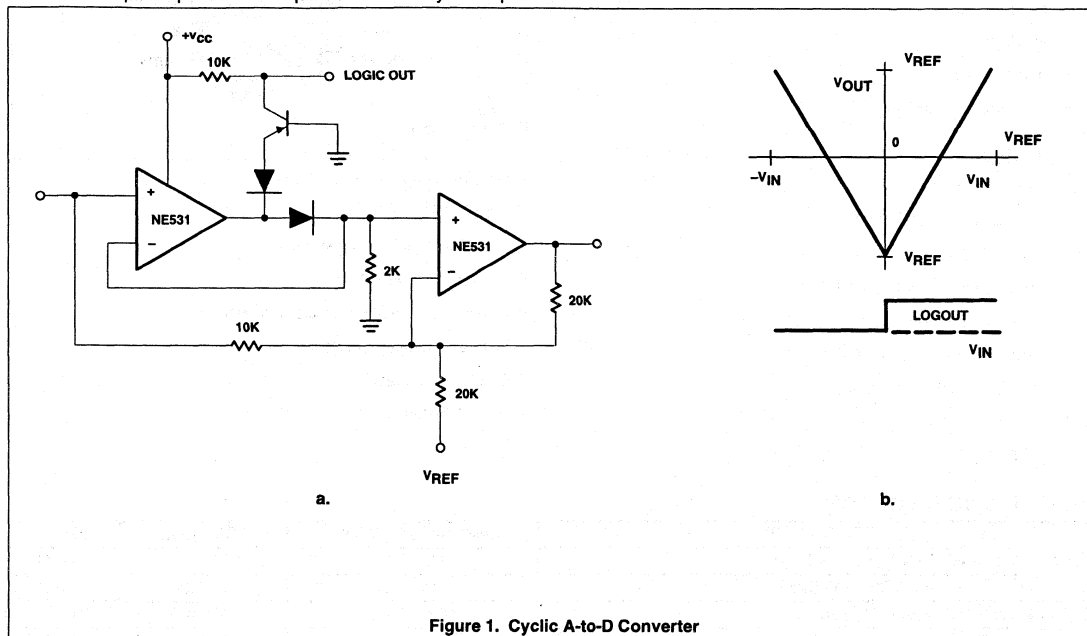 +VCC
10K
LOGIC OUT
+
NE531
−
+
NE531
−
2K
20K
10K
20K
VREF
a.
VREF
VOUT
0
VREF
−VIN
VIN
VREF
LOGOUT
VIN
b.
Figure 1. Cyclic A-to-D Converter